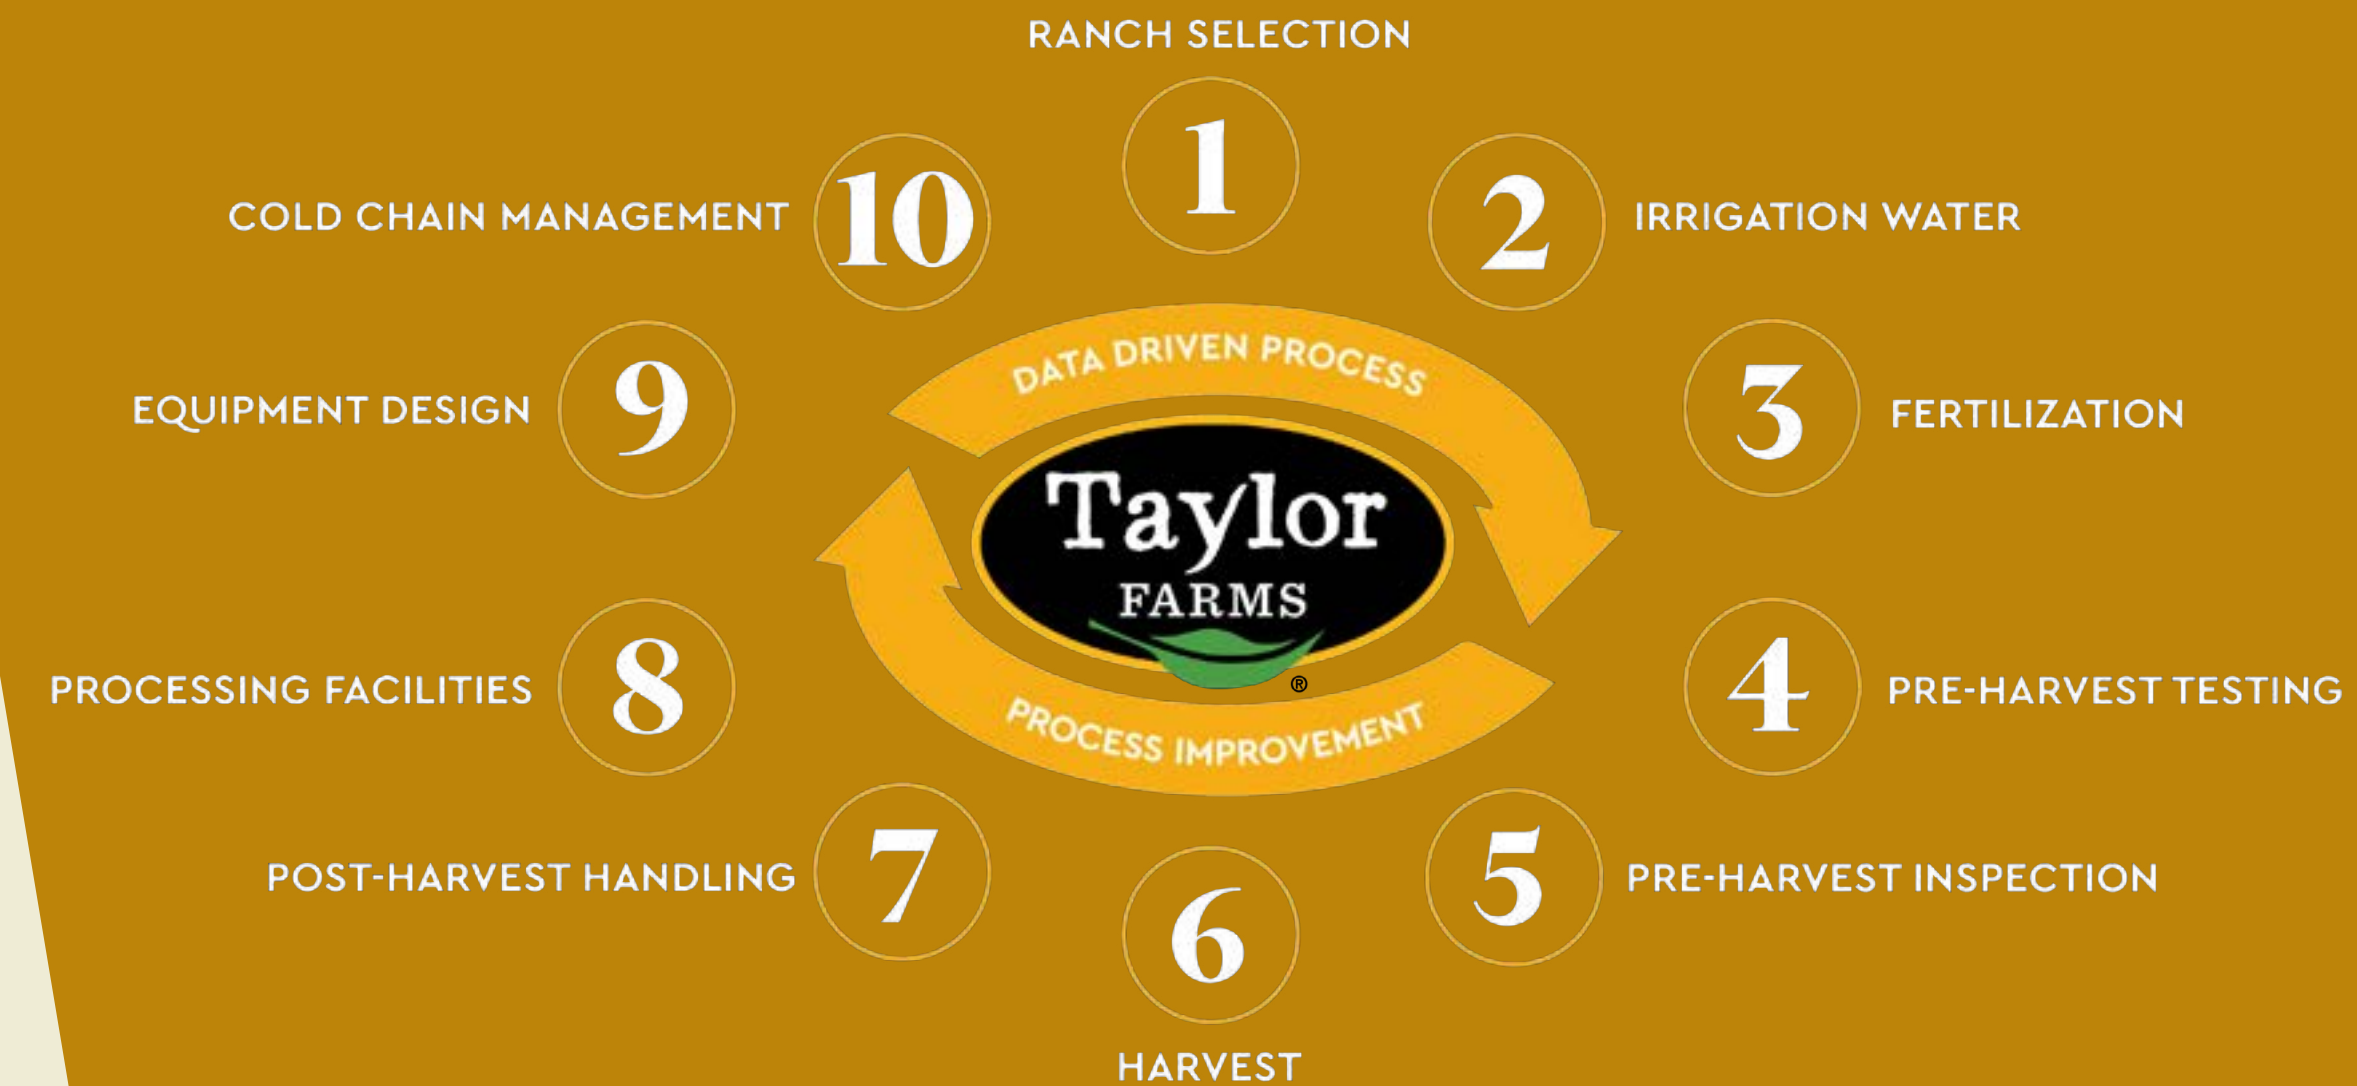 RANCH SELECTION
1
2
IRRIGATION WATER
3
FERTILIZATION
4
PRE-HARVEST TESTING
5
PRE-HARVEST INSPECTION
6
HARVEST
7
POST-HARVEST HANDLING
8
PROCESSING FACILITIES
9
EQUIPMENT DESIGN
10
COLD CHAIN MANAGEMENT
DATA DRIVEN PROCESS
Taylor
FARMS
®
PROCESS IMPROVEMENT